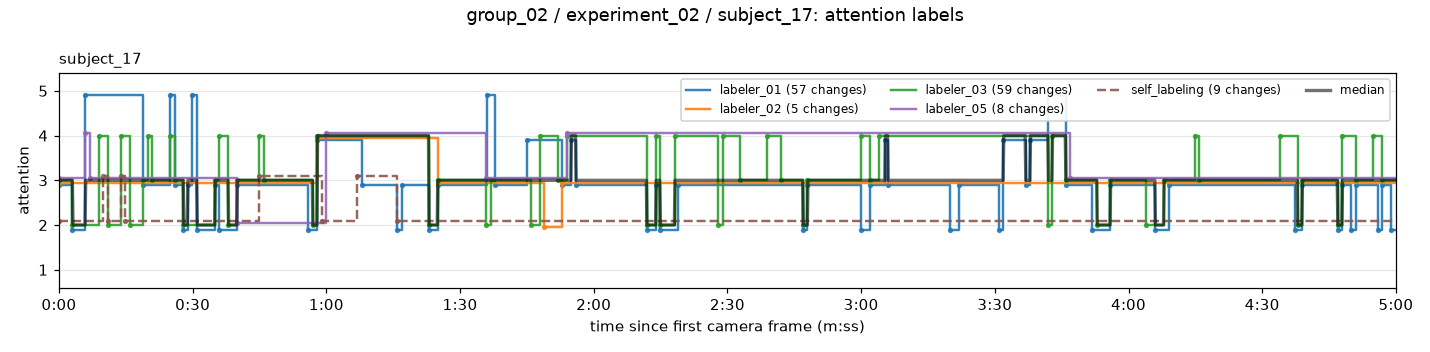 group_02 / experiment_02 / subject_17: attention labels
subject_17
labeler_01 (57 changes)
labeler_02 (5 changes)
labeler_03 (59 changes)
labeler_05 (8 changes)
self_labeling (9 changes)
median
attention
5
4
3
2
1
0:00 0:30 1:00 1:30 2:00 2:30 3:00 3:30 4:00 4:30 5:00
time since first camera frame (m:ss)